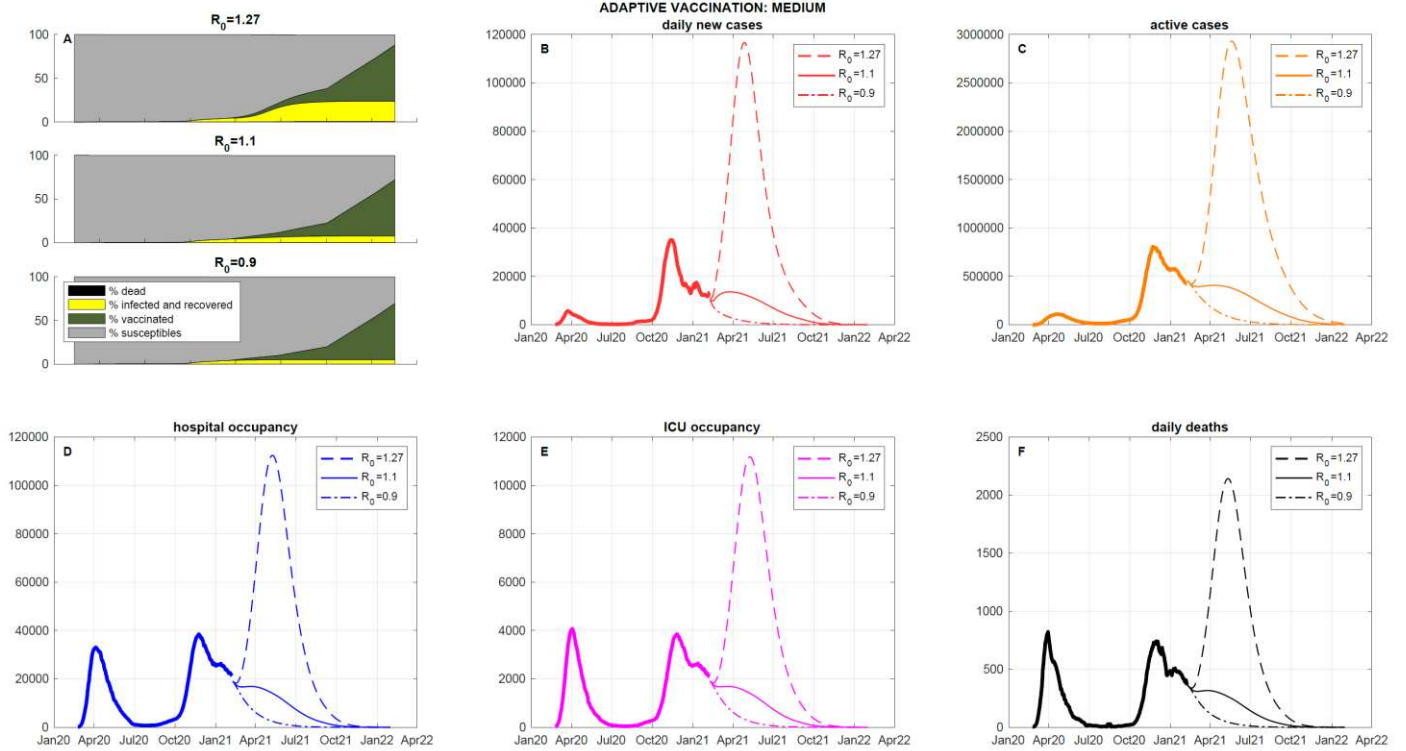 ADAPTIVE VACCINATION: MEDIUM
R0=1.27
A
100
50
0
R0=1.1
100
50
0
R0=0.9
100
50
0
% dead
% infected and recovered
% vaccinated
% susceptibles
daily new cases
B
R0=1.27
R0=1.1
R0=0.9
120000
100000
80000
60000
40000
20000
0
Jan20 Apr20 Jul20 Oct20 Jan21 Apr21 Jul21 Oct21 Jan22 Apr22
active cases
C
R0=1.27
R0=1.1
R0=0.9
3000000
2500000
2000000
1500000
1000000
500000
0
Jan20 Apr20 Jul20 Oct20 Jan21 Apr21 Jul21 Oct21 Jan22 Apr22
hospital occupancy
D
R0=1.27
R0=1.1
R0=0.9
120000
100000
80000
60000
40000
20000
0
Jan20 Apr20 Jul20 Oct20 Jan21 Apr21 Jul21 Oct21 Jan22 Apr22
ICU occupancy
E
R0=1.27
R0=1.1
R0=0.9
12000
10000
8000
6000
4000
2000
0
Jan20 Apr20 Jul20 Oct20 Jan21 Apr21 Jul21 Oct21 Jan22 Apr22
daily deaths
F
R0=1.27
R0=1.1
R0=0.9
2500
2000
1500
1000
500
0
Jan20 Apr20 Jul20 Oct20 Jan21 Apr21 Jul21 Oct21 Jan22 Apr22